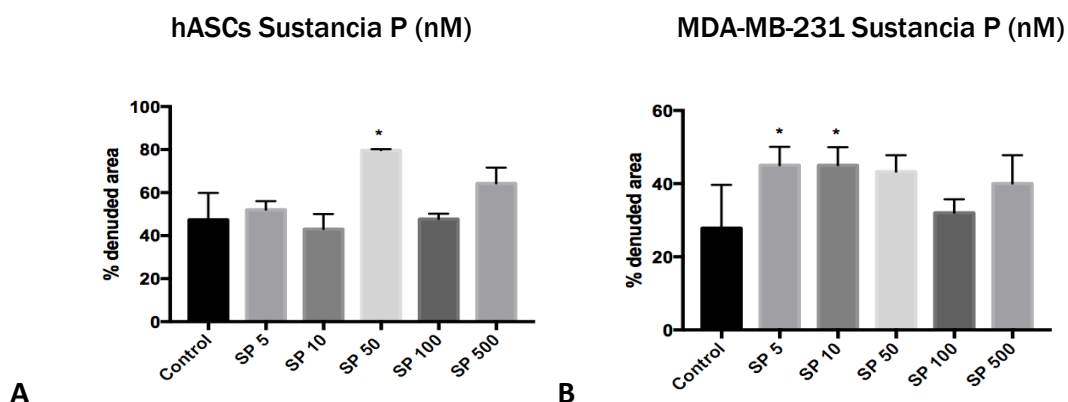 hASCs Sustancia P (nM)
% denuded area
100
80
60
40
20
0
*
Control
SP 5
SP 10
SP 50
SP 100
SP 500
A
MDA-MB-231 Sustancia P (nM)
% denuded area
60
40
20
0
*
*
Control
SP 5
SP 10
SP 50
SP 100
SP 500
B